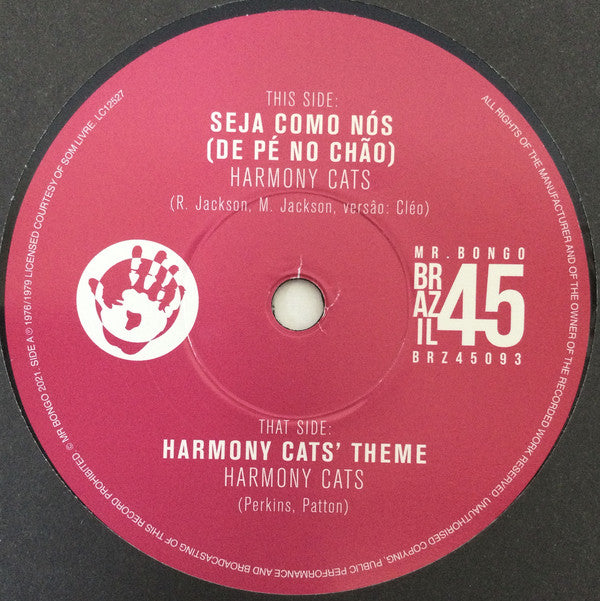 THIS SIDE:
SEJA COMO NÓS
(DE PÉ NO CHÃO)
HARMONY CATS
(R. Jackson, M. Jackson, versão: Cléo)
MR. BONGO
BRAZIL 45
BRZ45093
THAT SIDE:
HARMONY CATS' THEME
HARMONY CATS
(Perkins, Patton)
ALL RIGHTS OF THE MANUFACTURER AND OF THE OWNER OF THE RECORDED WORK RESERVED. UNAUTHORISED COPYING, PUBLIC PERFORMANCE AND BROADCASTING OF THIS RECORD PROHIBITED © MR BONGO 2021. SIDE A ℗ 1976/1979 LICENSED COURTESY OF SOM LIVRE. LC12527